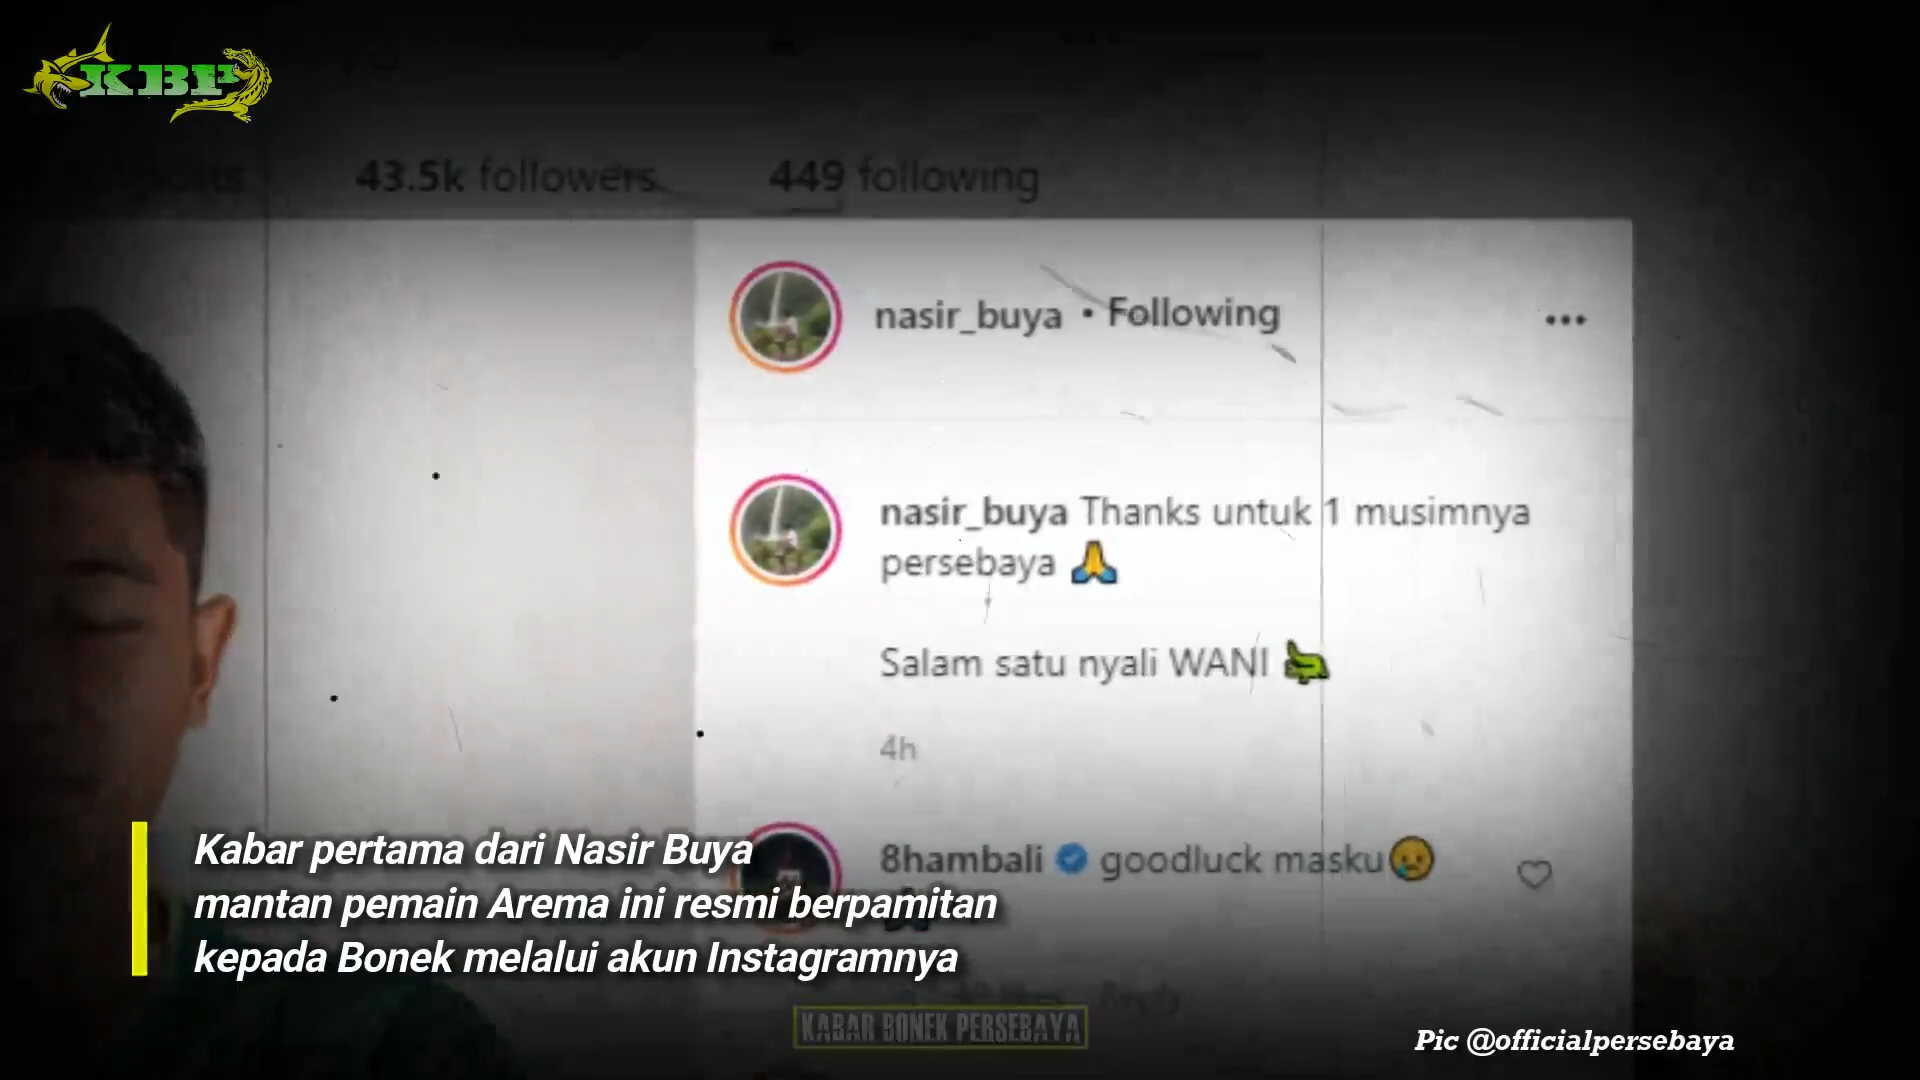 KBP
43.5k followers 449 following
nasir_buya • Following
nasir_buya Thanks untuk 1 musimnya
persebaya 🙏
Salam satu nyali WANI 🐊
4h
8hambali goodluck masku😢
Reply
Kabar pertama dari Nasir Buya
mantan pemain Arema ini resmi berpamitan
kepada Bonek melalui akun Instagramnya
KABAR BONEK PERSEBAYA
Pic @officialpersebaya